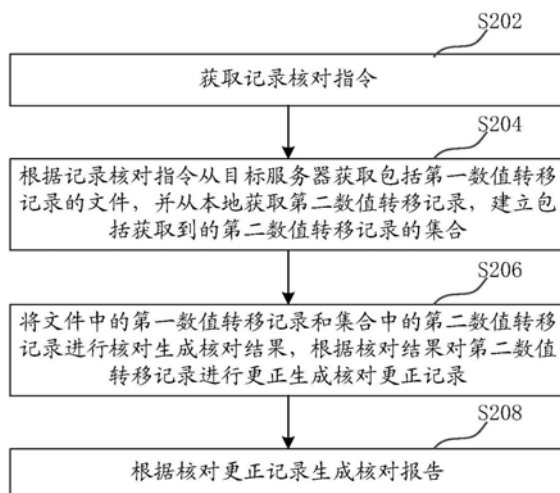 S202
获取记录核对指令
S204
根据记录核对指令从目标服务器获取包括第一数值转移
记录的文件，并从本地获取第二数值转移记录，建立包
括获取到的第二数值转移记录的集合
S206
将文件中的第一数值转移记录和集合中的第二数值转移
记录进行核对生成核对结果，根据核对结果对第二数值
转移记录进行更正生成核对更正记录
S208
根据核对更正记录生成核对报告